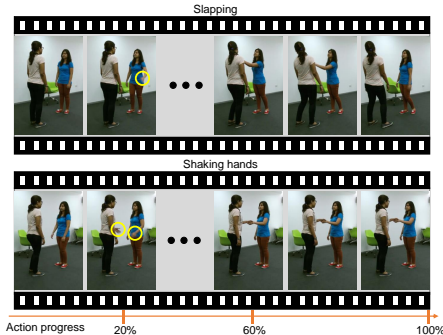 Slapping
Shaking hands
Action progress
20%
60%
100%